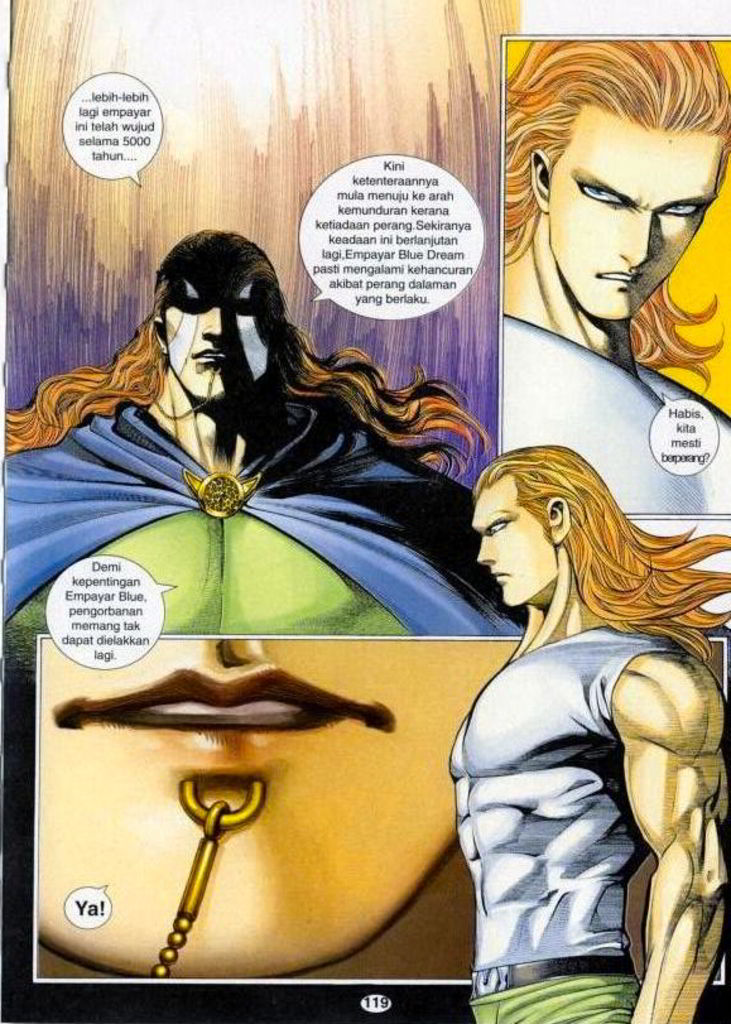 ...lebih-lebih
lagi empayar
ini telah wujud
selama 5000
tahun....
Kini
ketenteraannya
mula menuju ke arah
kemunduran kerana
ketiadaan perang.Sekiranya
keadaan ini berlanjutan
lagi,Empayar Blue Dream
pasti mengalami kehancuran
akibat perang dalaman
yang berlaku.
Habis,
kita
mesti
berperang?
Demi
kepentingan
Empayar Blue,
pengorbanan
memang tak
dapat dielakkan
lagi.
Ya!
119